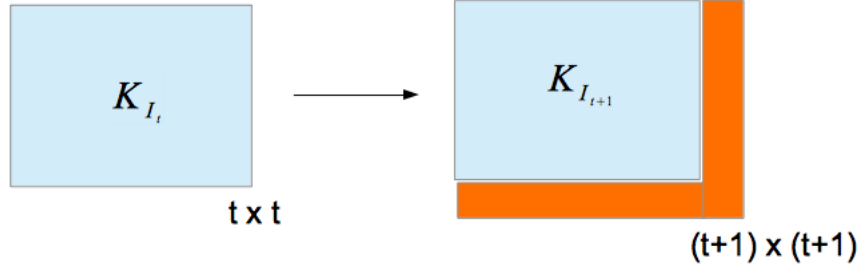 K_{I_t}
K_{I_{t+1}}
t x t
(t+1) x (t+1)